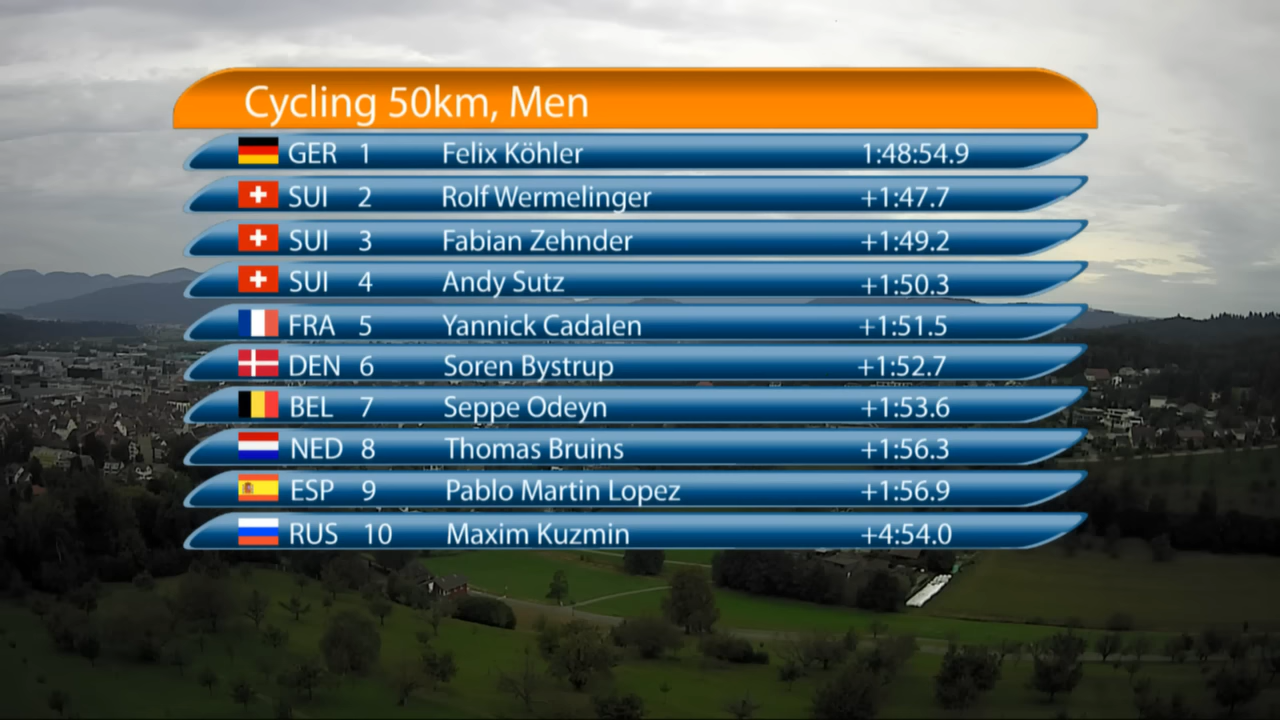 Cycling 50km, Men
GER 1 Felix Köhler 1:48:54.9
SUI 2 Rolf Wermelinger +1:47.7
SUI 3 Fabian Zehnder +1:49.2
SUI 4 Andy Sutz +1:50.3
FRA 5 Yannick Cadalen +1:51.5
DEN 6 Soren Bystrup +1:52.7
BEL 7 Seppe Odeyn +1:53.6
NED 8 Thomas Bruins +1:56.3
ESP 9 Pablo Martin Lopez +1:56.9
RUS 10 Maxim Kuzmin +4:54.0